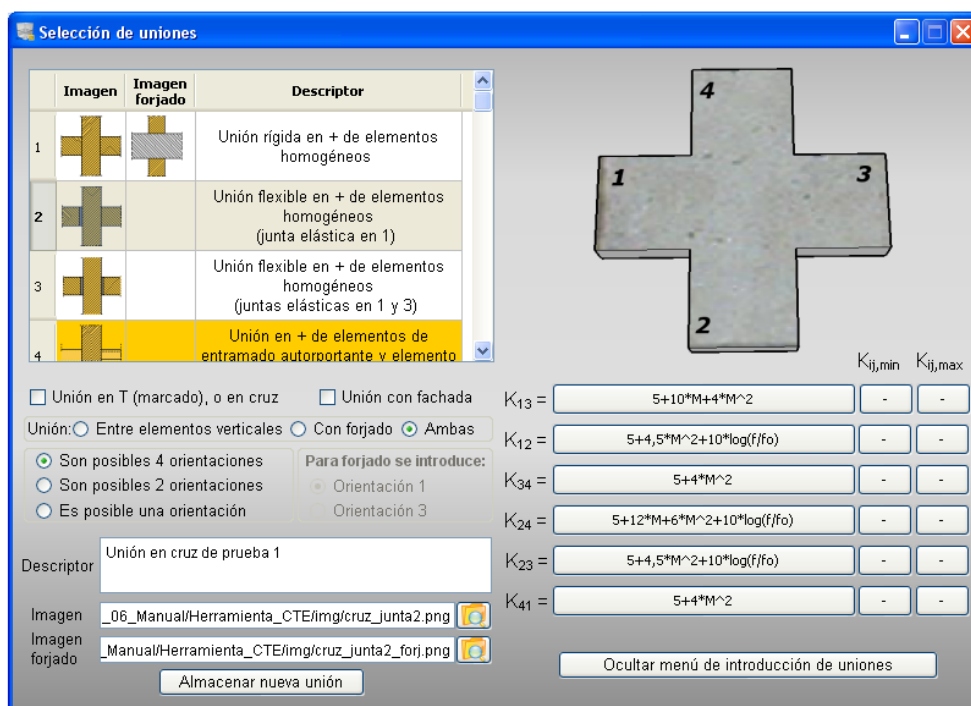 Selección de uniones
Imagen
Imagen
forjado
Descriptor
1
Unión rígida en + de elementos
homogéneos
2
Unión flexible en + de elementos
homogéneos
(junta elástica en 1)
3
Unión flexible en + de elementos
homogéneos
(juntas elásticas en 1 y 3)
4
Unión en + de elementos de
entramado autorportante y elemento
4
1
3
2
Unión en T (marcado), o en cruz
Unión con fachada
Unión:
Entre elementos verticales
Con forjado
Ambas
Son posibles 4 orientaciones
Son posibles 2 orientaciones
Es posible una orientación
Para forjado se introduce:
Orientación 1
Orientación 3
Descriptor
Unión en cruz de prueba 1
Imagen
_06_Manual/Herramienta_CTE/img/cruz_junta2.png
Imagen
forjado
_Manual/Herramienta_CTE/img/cruz_junta2_forj.png
Almacenar nueva unión
Kij,min Kij,max
K13 = 5+10*M+4*M^2 - -
K12 = 5+4,5*M^2+10*log(f/fo) - -
K34 = 5+4*M^2 - -
K24 = 5+12*M+6*M^2+10*log(f/fo) - -
K23 = 5+4,5*M^2+10*log(f/fo) - -
K41 = 5+4*M^2 - -
Ocultar menú de introducción de uniones